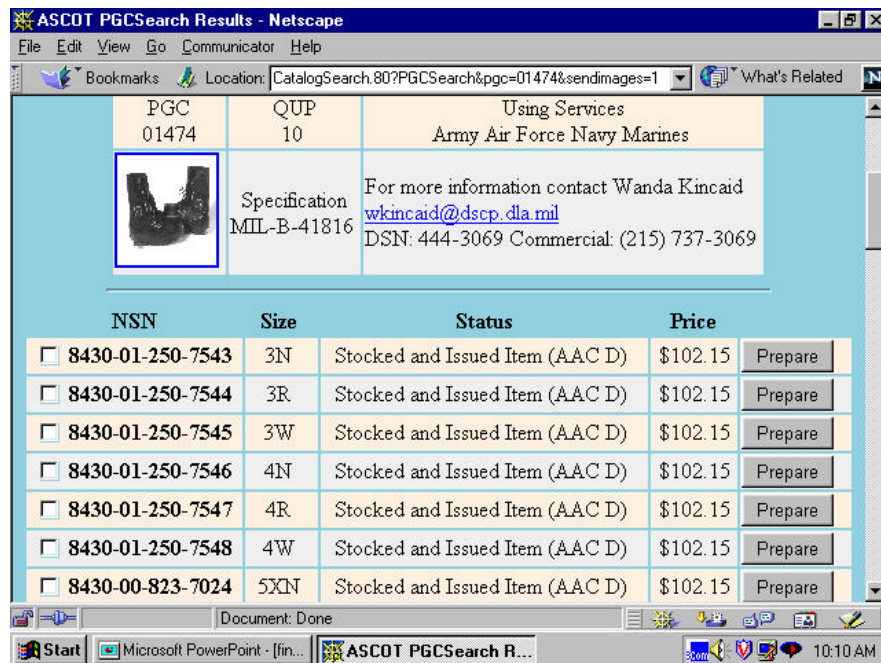 ASCOT PGCSearch Results - Netscape
File Edit View Go Communicator Help
Bookmarks Location: CatalogSearch.80?PGCSearch&pgc=01474&sendimages=1 What's Related N
PGC QUP Using Services
01474 10 Army Air Force Navy Marines
Specification
MIL-B-41816
For more information contact Wanda Kincaid
wkincaid@dscp.dla.mil
DSN: 444-3069 Commercial: (215) 737-3069
NSN Size Status Price
8430-01-250-7543 3N Stocked and Issued Item (AAC D) $102.15 Prepare
8430-01-250-7544 3R Stocked and Issued Item (AAC D) $102.15 Prepare
8430-01-250-7545 3W Stocked and Issued Item (AAC D) $102.15 Prepare
8430-01-250-7546 4N Stocked and Issued Item (AAC D) $102.15 Prepare
8430-01-250-7547 4R Stocked and Issued Item (AAC D) $102.15 Prepare
8430-01-250-7548 4W Stocked and Issued Item (AAC D) $102.15 Prepare
8430-00-823-7024 5XN Stocked and Issued Item (AAC D) $102.15 Prepare
Document: Done
Start Microsoft PowerPoint - [fin... ASCOT PGCSearch R... 3Com 10:10 AM